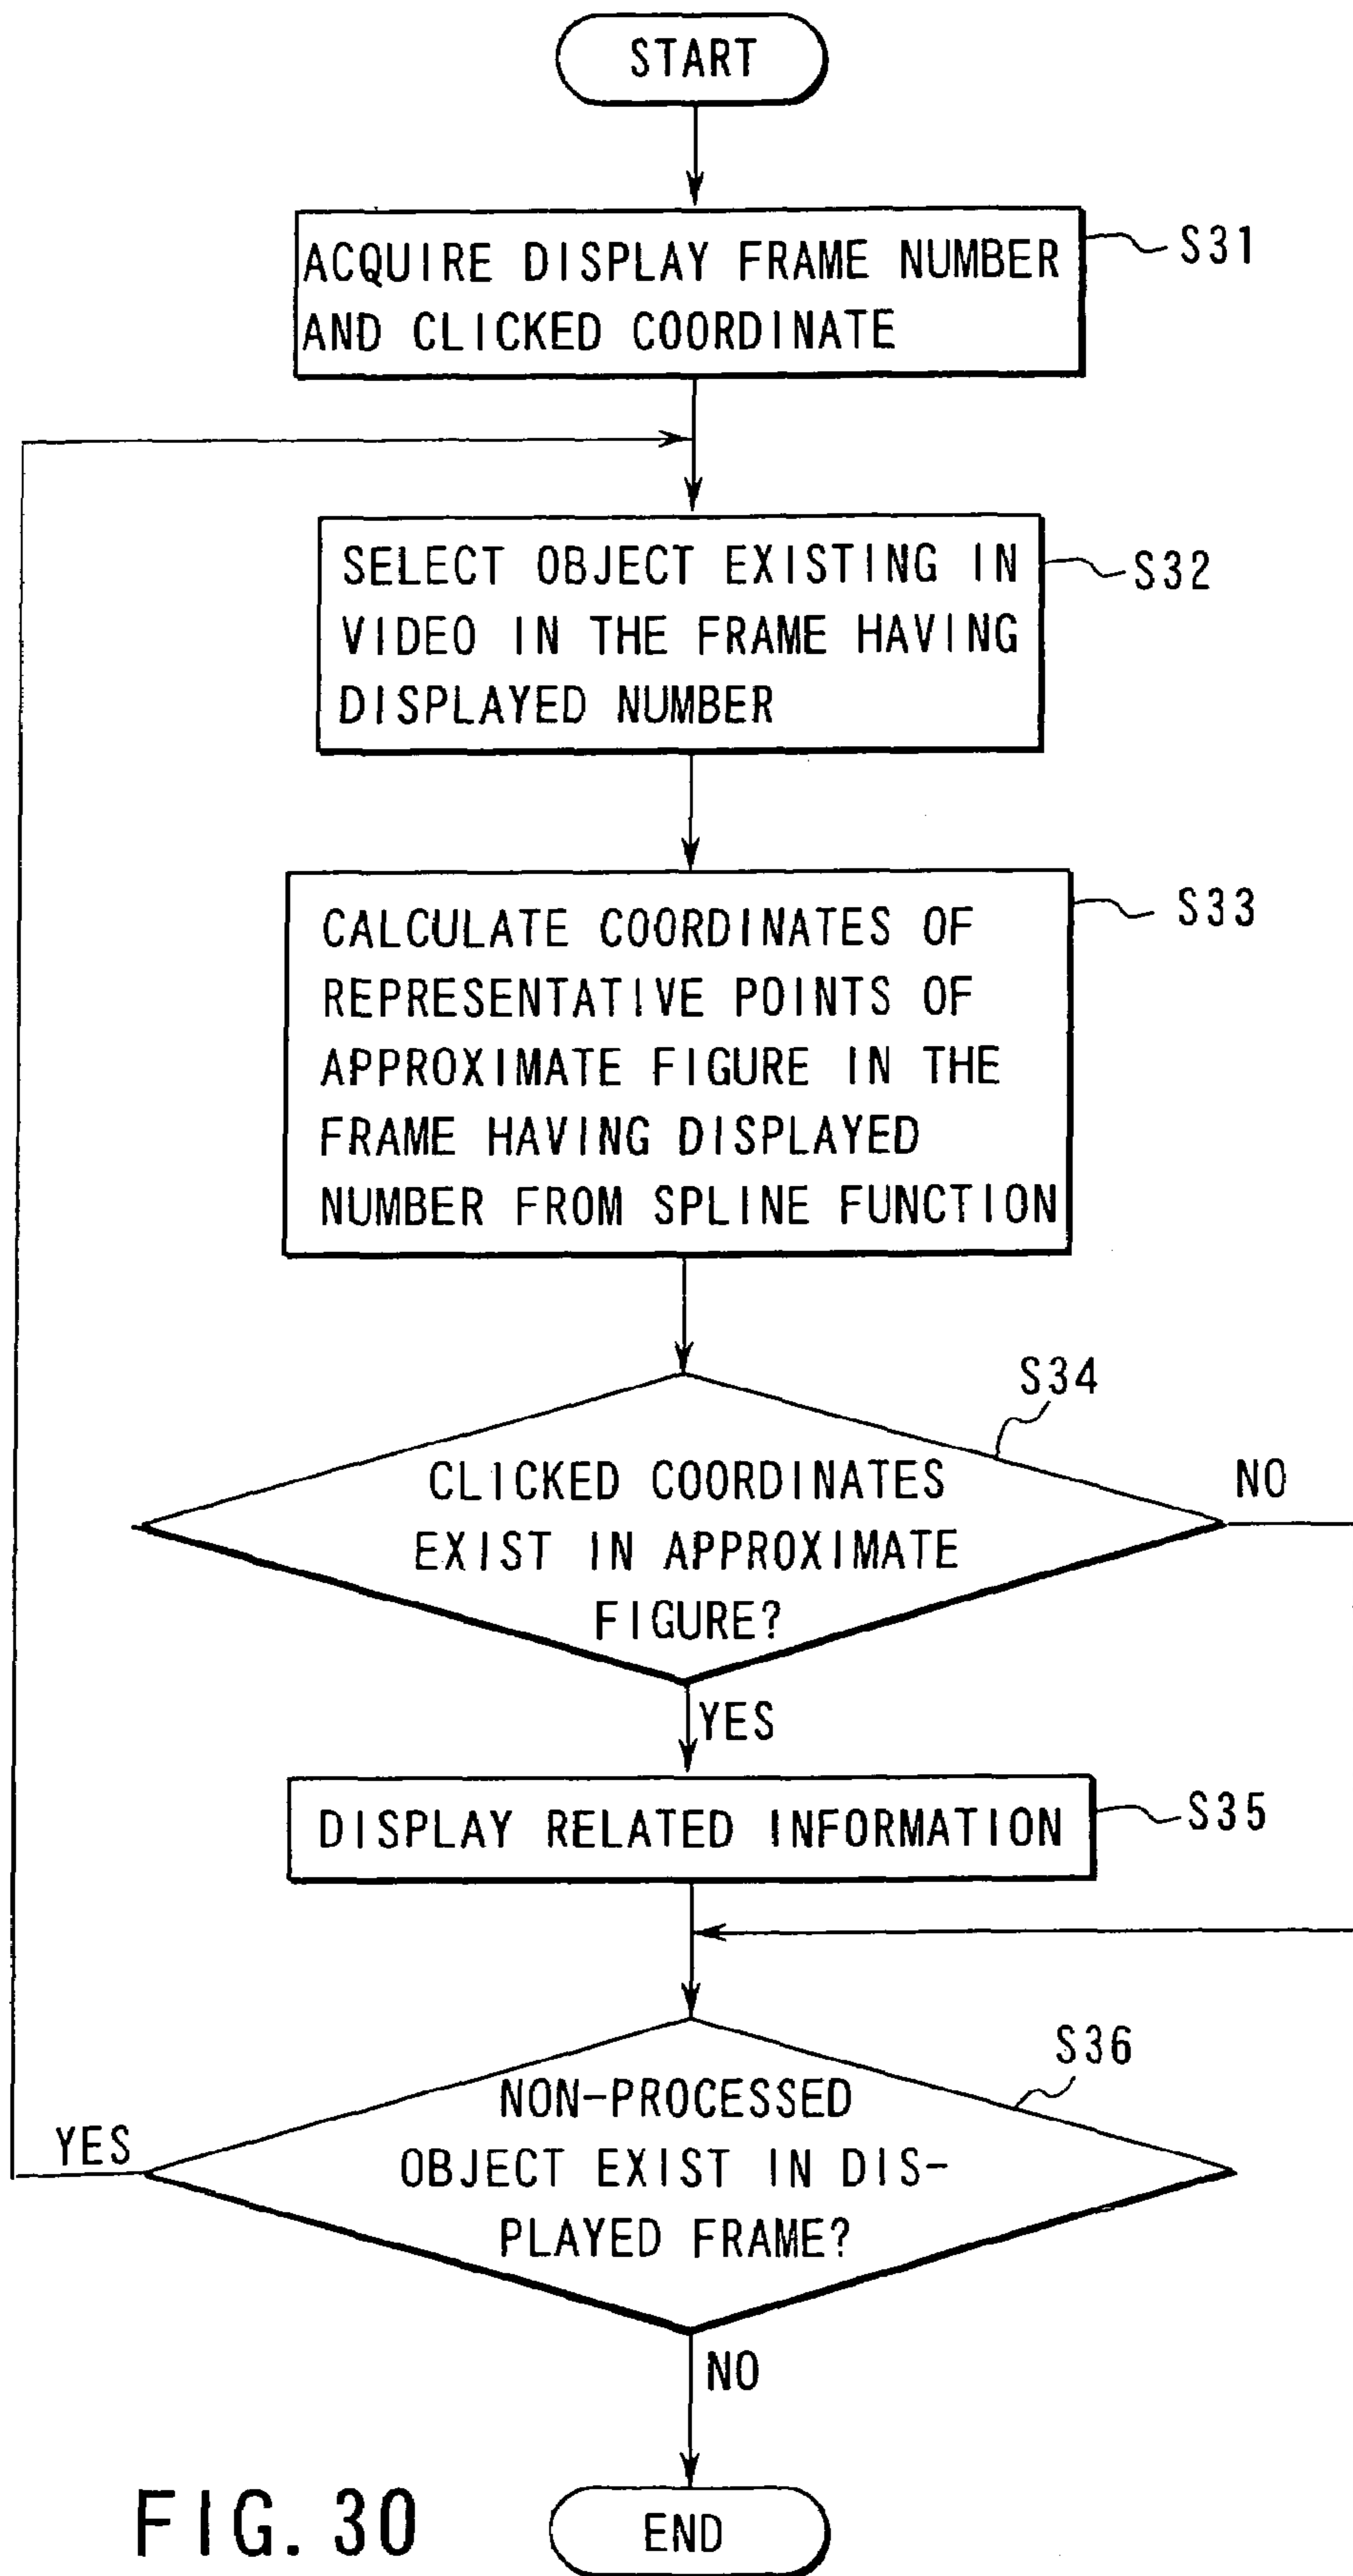 START
ACQUIRE DISPLAY FRAME NUMBER
AND CLICKED COORDINATE
S31
SELECT OBJECT EXISTING IN
VIDEO IN THE FRAME HAVING
DISPLAYED NUMBER
S32
CALCULATE COORDINATES OF
REPRESENTATIVE POINTS OF
APPROXIMATE FIGURE IN THE
FRAME HAVING DISPLAYED
NUMBER FROM SPLINE FUNCTION
S33
S34
CLICKED COORDINATES
EXIST IN APPROXIMATE
FIGURE?
NO
YES
DISPLAY RELATED INFORMATION
S35
S36
NON-PROCESSED
OBJECT EXIST IN DIS-
PLAYED FRAME?
YES
NO
END
FIG. 30